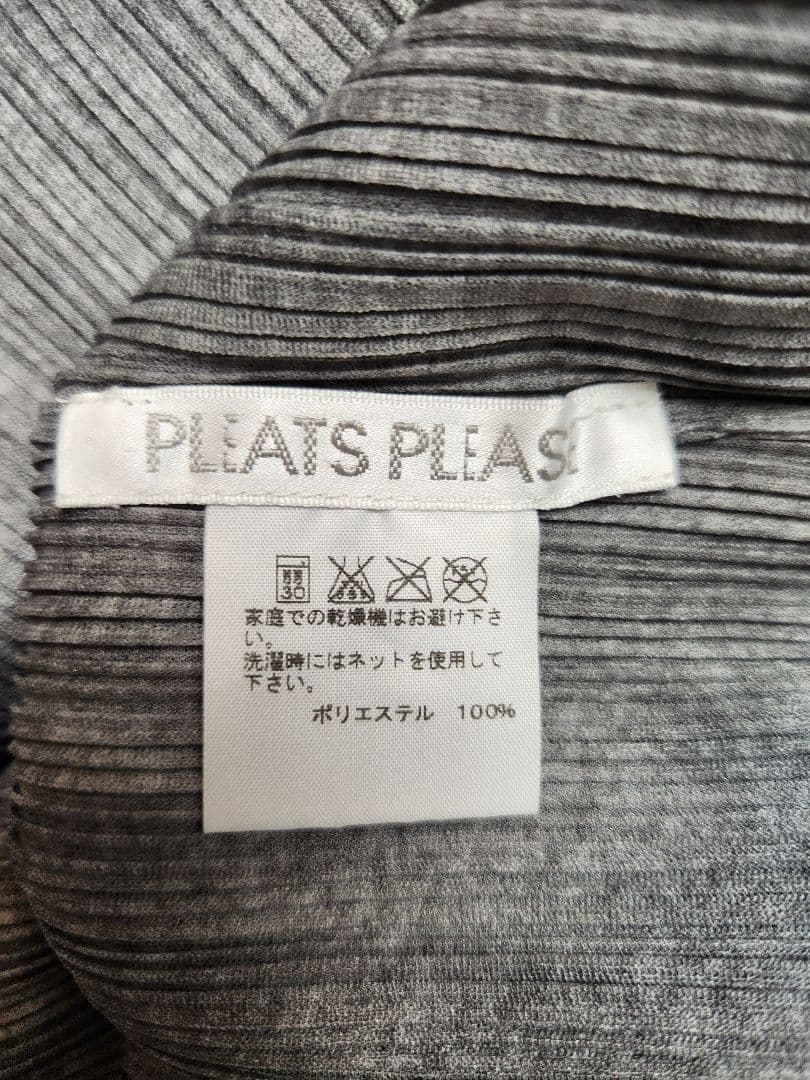 PLEATS PLEASE
30
家庭での乾燥機はお避け下さ
い。
洗濯時にはネットを使用して
下さい。
ポリエステル 100%